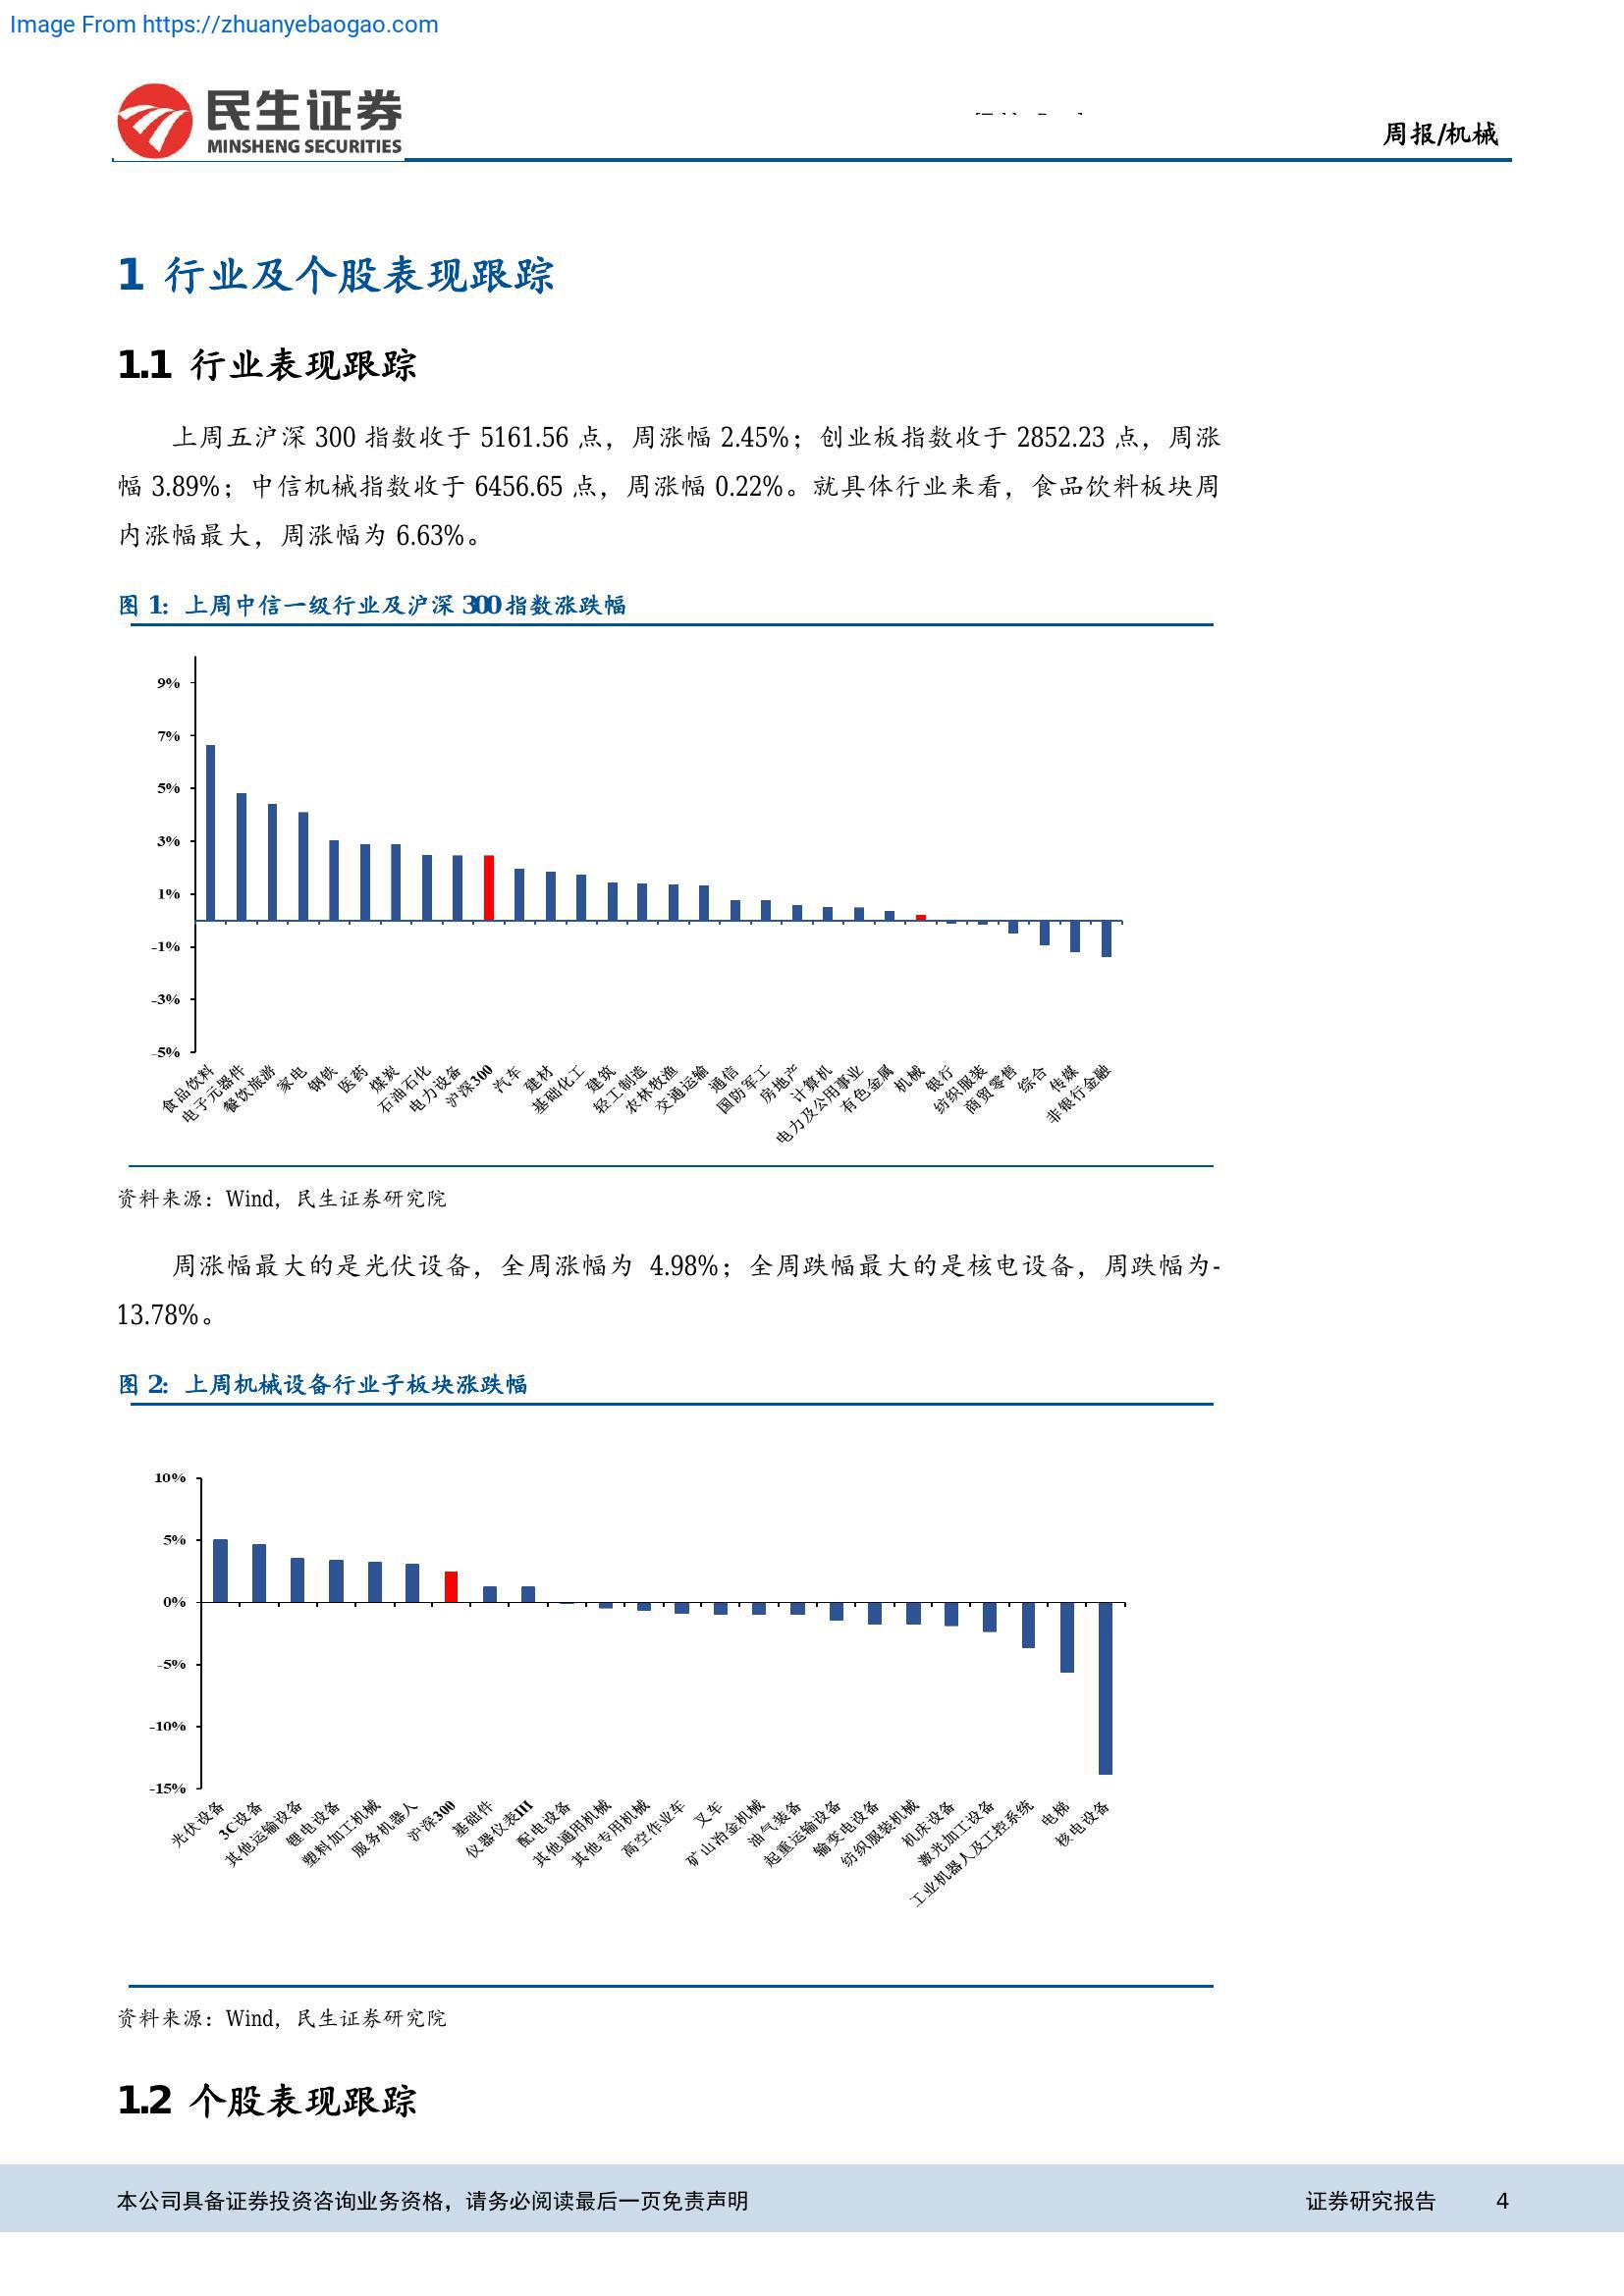 Image From https://zhuanyebaogao.com
民生证券
MINSHENG SECURITIES
周报/机械
1 行业及个股表现跟踪
1.1 行业表现跟踪
上周五沪深 300 指数收于 5161.56 点，周涨幅 2.45%；创业板指数收于 2852.23 点，周涨
幅 3.89%；中信机械指数收于 6456.65 点，周涨幅 0.22%。就具体行业来看，食品饮料板块周
内涨幅最大，周涨幅为 6.63%。
图 1：上周中信一级行业及沪深 300 指数涨跌幅
9%
7%
5%
3%
1%
-1%
-3%
-5%
食品饮料
电子元器件
餐饮旅游
家电
钢铁
医药
煤炭
石油石化
电力设备
沪深300
汽车
建材
基础化工
建筑
轻工制造
农林牧渔
交通运输
通信
国防军工
房地产
计算机
电力及公用事业
有色金属
机械
银行
纺织服装
商贸零售
综合
传媒
非银行金融
资料来源：Wind，民生证券研究院
周涨幅最大的是光伏设备，全周涨幅为 4.98%；全周跌幅最大的是核电设备，周跌幅为-
13.78%。
图 2：上周机械设备行业子板块涨跌幅
10%
5%
0%
-5%
-10%
-15%
光伏设备
3C设备
其他运输设备
锂电设备
塑料加工机械
服务机器人
沪深300
基础件
仪器仪表III
配电设备
其他通用机械
其他专用机械
高空作业车
叉车
矿山冶金机械
油气装备
起重运输设备
输变电设备
纺织服装机械
机床设备
激光加工设备
工业机器人及工控系统
电梯
核电设备
资料来源：Wind，民生证券研究院
1.2 个股表现跟踪
本公司具备证券投资咨询业务资格，请务必阅读最后一页免责声明
证券研究报告 4